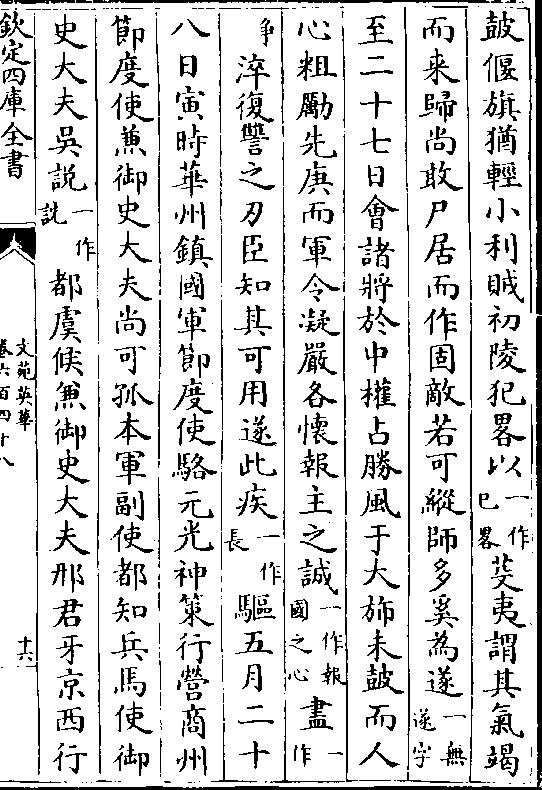 皷偃旗猶輕小利賊初陵犯畧以一作巳畧芟夷謂其氣竭
而来歸尚敢尸居而作固敵若可縱師多奚為遂一無遂字
至二十七日會諸將於中權占勝風于大斾未皷而人
心粗勵先庚而軍令凝嚴各懷報主之誠一作報國之心盡一作
爭淬復讐之刃臣知其可用遂此疾一作長驅五月二十
八日寅時華州鎮國軍節度使駱元光神策行營商州
節度使兼御史大夫尚可孤本軍副使都知兵馬使御
史大夫吳説一作詵都虞候兼御史大夫邢君牙京西行
欽定四庫全書
文苑英華
卷六百四十八
十六